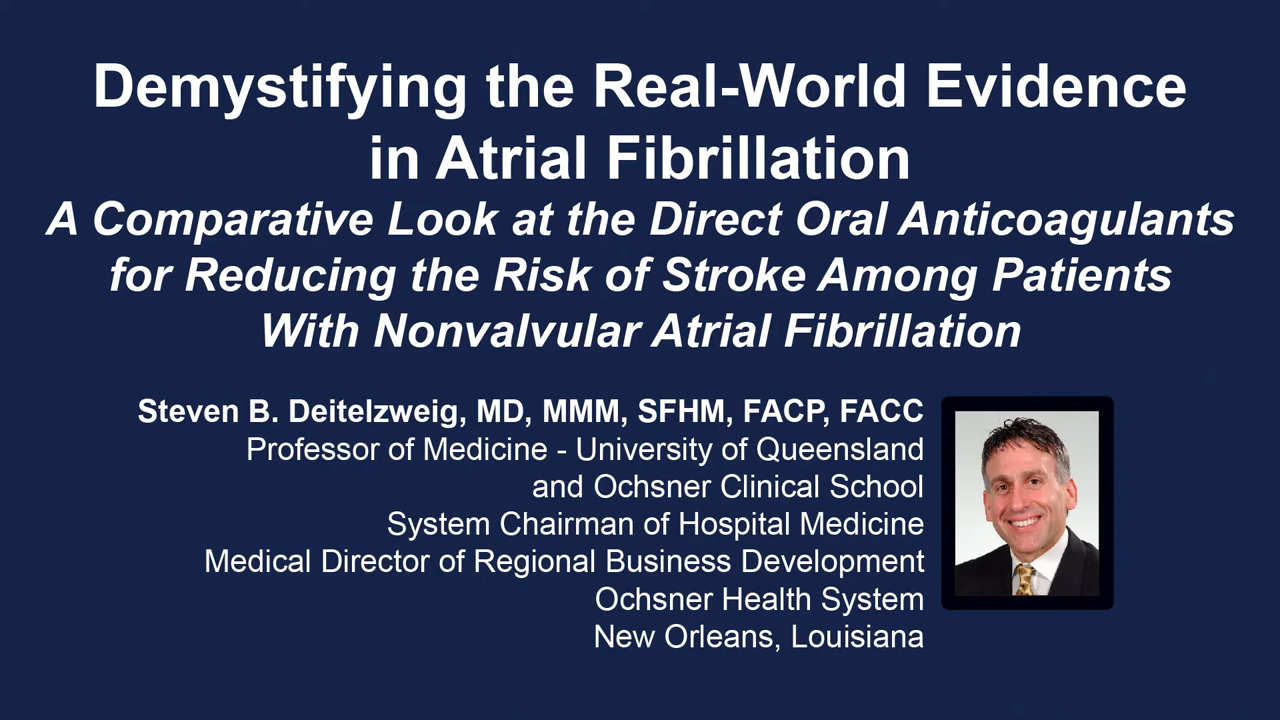 Demystifying the Real-World Evidence
in Atrial Fibrillation
A Comparative Look at the Direct Oral Anticoagulants
for Reducing the Risk of Stroke Among Patients
With Nonvalvular Atrial Fibrillation
Steven B. Deitelzweig, MD, MMM, SFHM, FACP, FACC
Professor of Medicine - University of Queensland
and Ochsner Clinical School
System Chairman of Hospital Medicine
Medical Director of Regional Business Development
Ochsner Health System
New Orleans, Louisiana